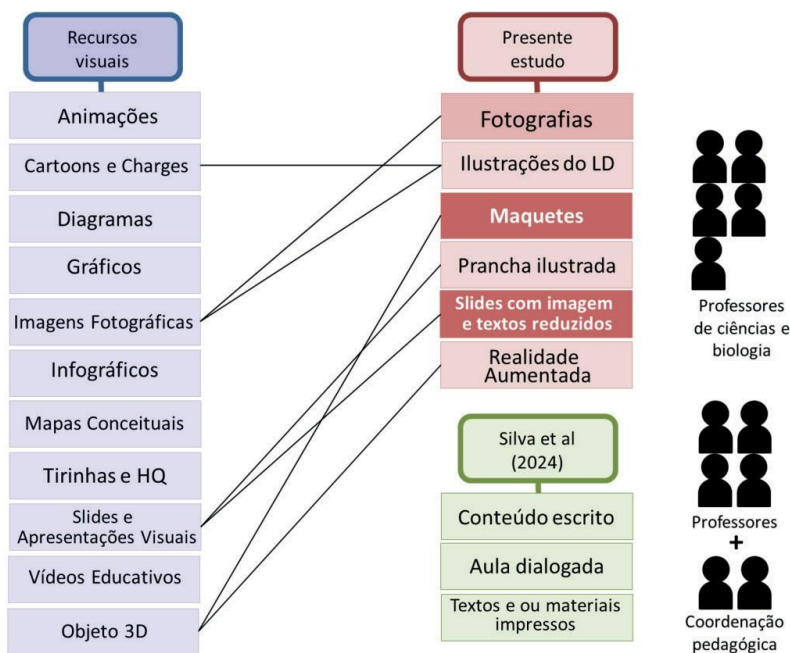 Recursos
visuais
Animações
Cartoons e Charges
Diagramas
Gráficos
Imagens Fotográficas
Infográficos
Mapas Conceituais
Tirinhas e HQ
Slides e
Apresentações Visuais
Vídeos Educativos
Objeto 3D
Presente
estudo
Fotografias
Ilustrações do LD
Maquetes
Prancha ilustrada
Slides com imagem
e textos reduzidos
Realidade
Aumentada
Silva et al
(2024)
Conteúdo escrito
Aula dialogada
Textos e ou materiais
impressos
Professores
de ciências e
biologia
Professores
+
Coordenação
pedagógica